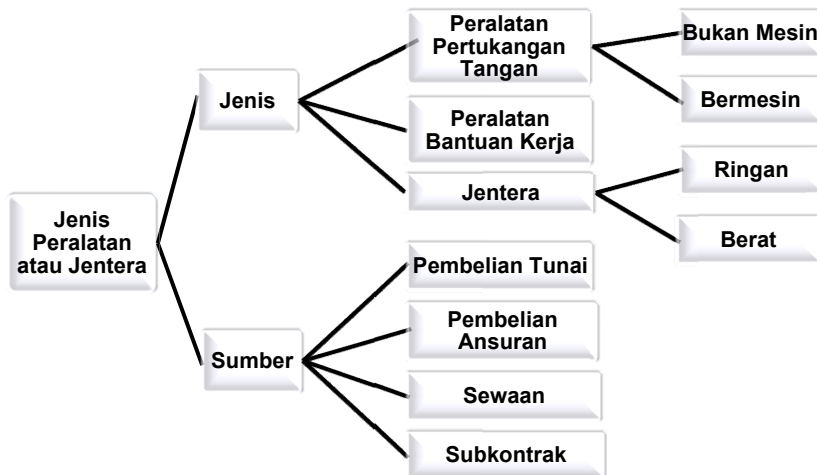 Jenis
Peralatan
atau Jentera
Jenis
Peralatan
Pertukangan
Tangan
Bukan Mesin
Bermesin
Peralatan
Bantuan Kerja
Jentera
Ringan
Berat
Sumber
Pembelian Tunai
Pembelian
Ansuran
Sewaan
Subkontrak